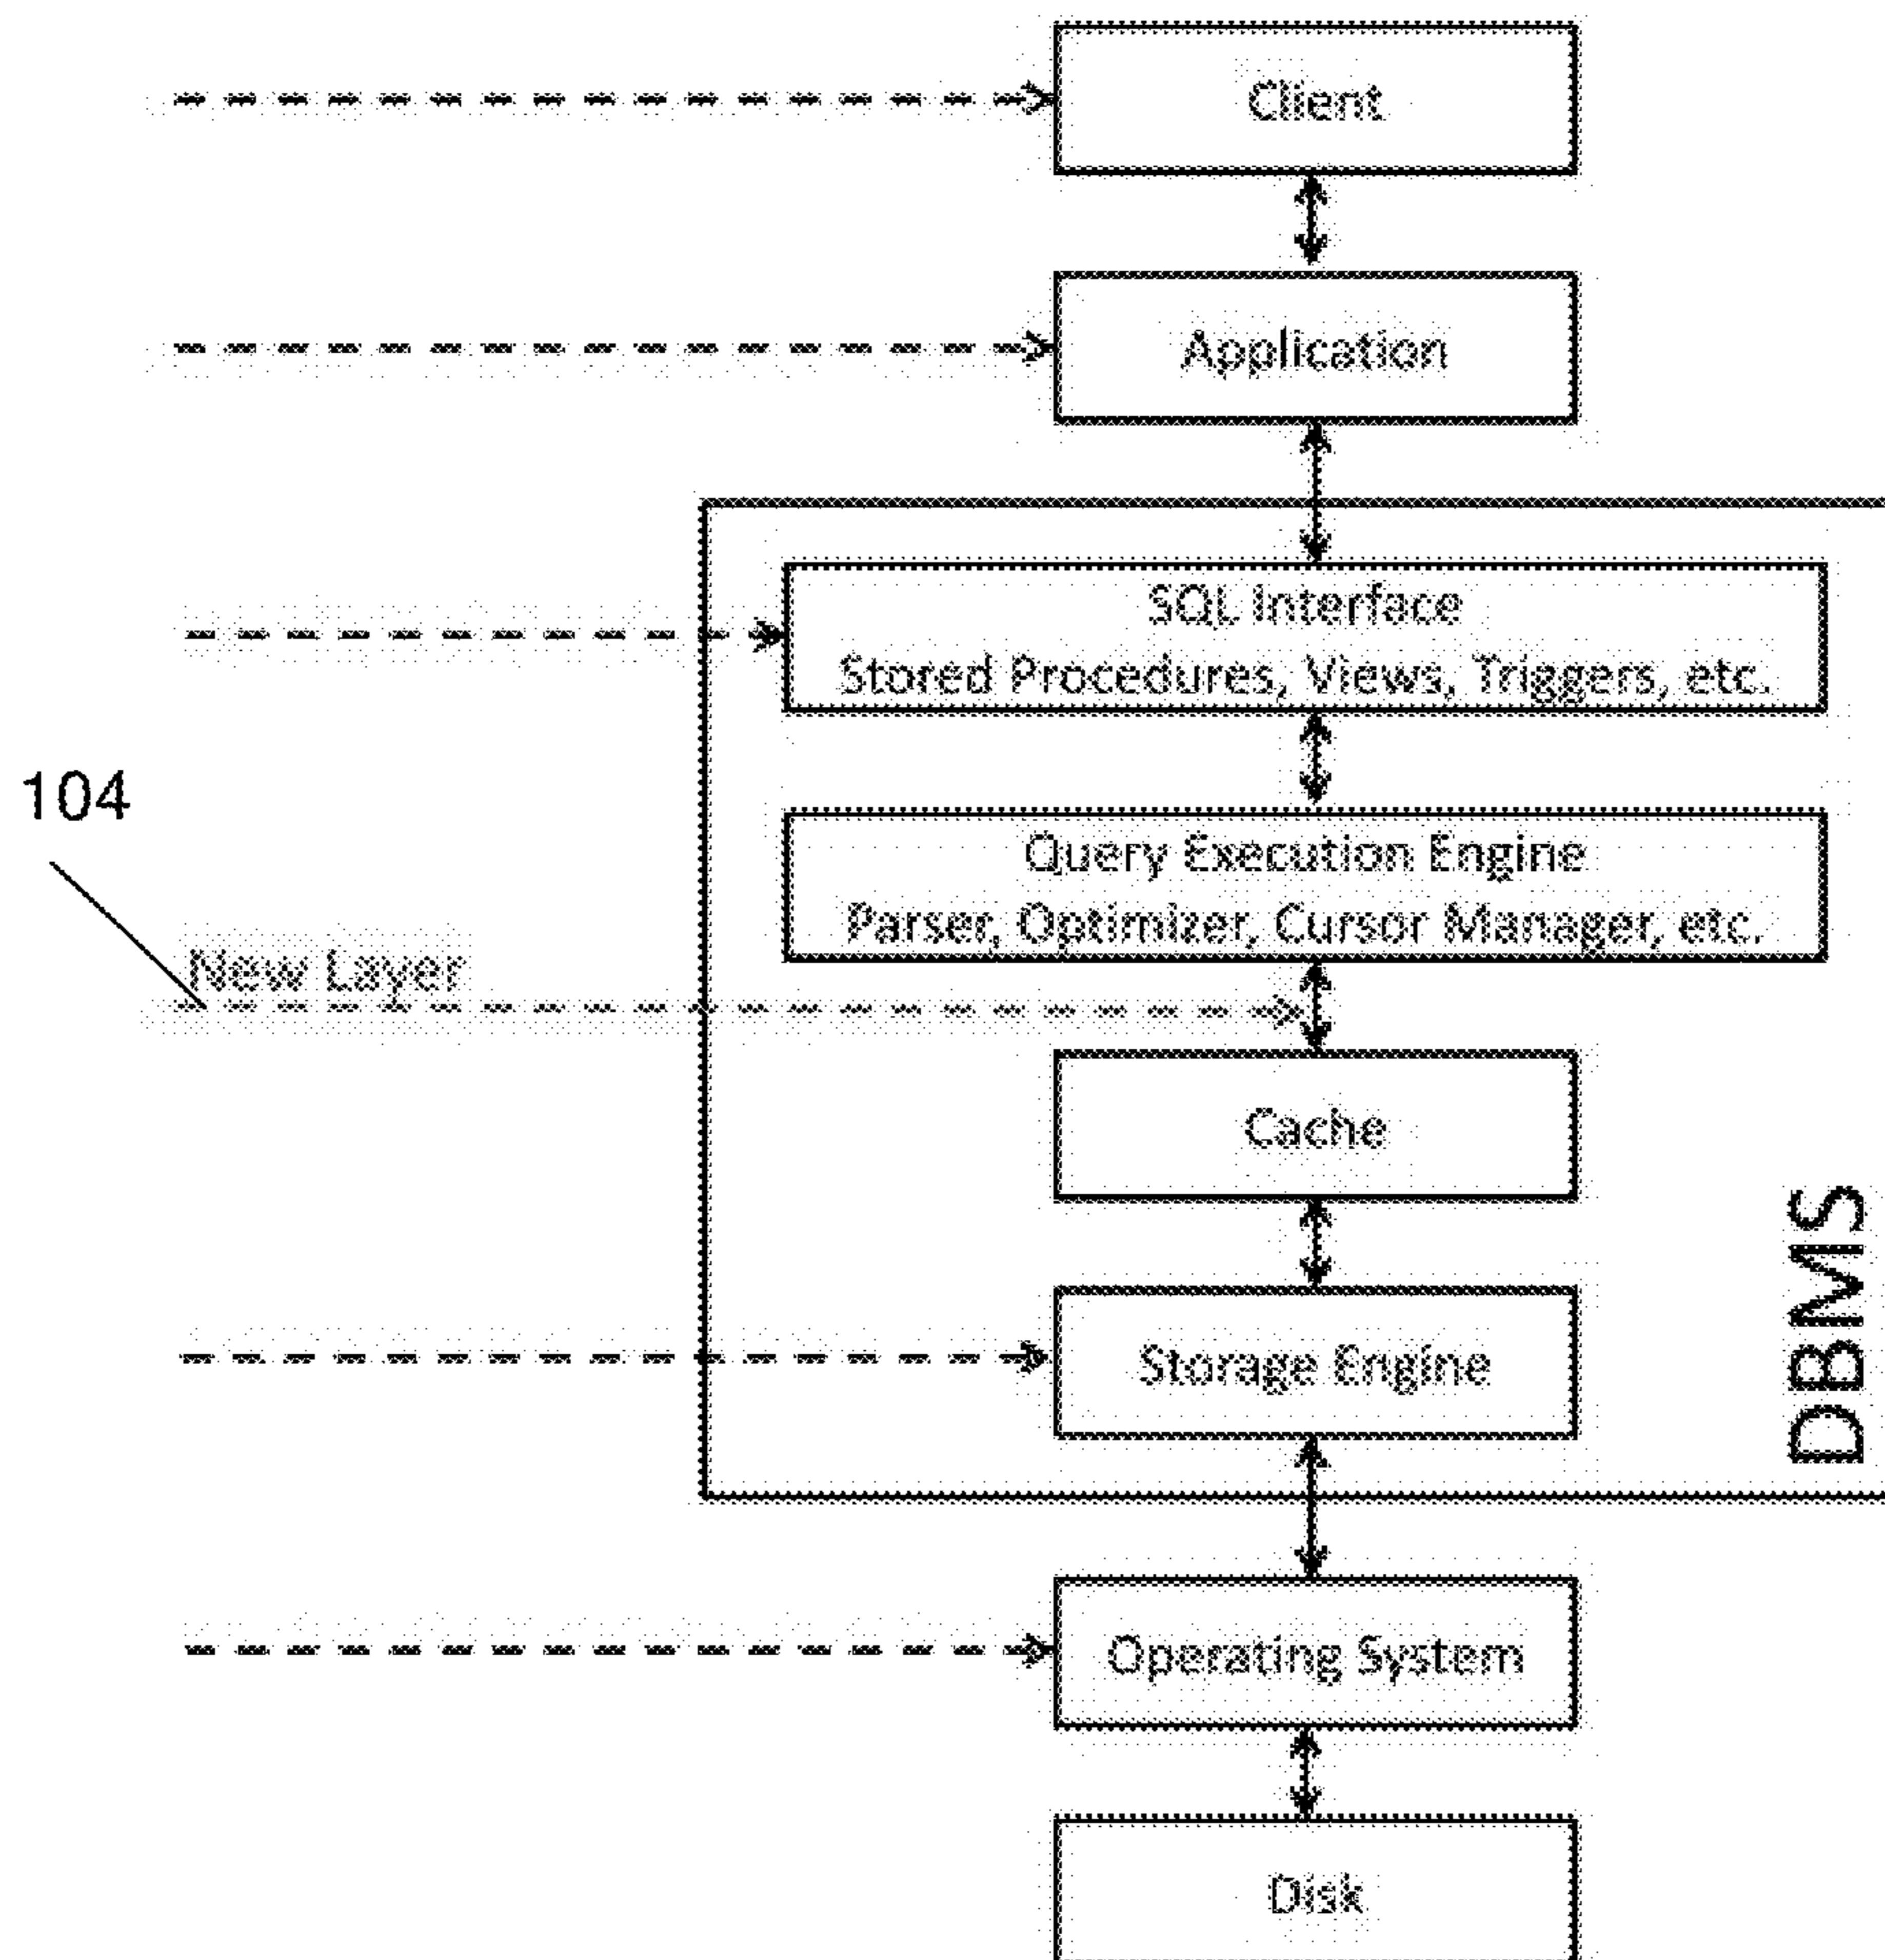 Client
Application
SQL Interface
Stored Procedures, Views, Triggers, etc.
104
Query Execution Engine
Parser, Optimizer, Cursor Manager, etc.
New Layer
Cache
DBMS
Storage Engine
Operating System
Disk